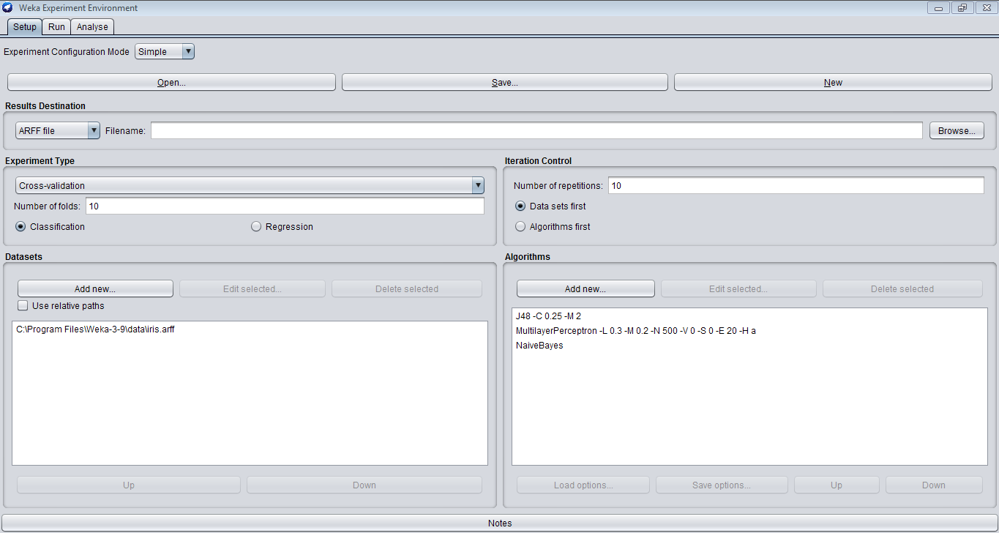 Weka Experiment Environment
Setup Run Analyse
Experiment Configuration Mode Simple
Open... Save... New
Results Destination
ARFF file Filename: Browse...
Experiment Type
Cross-validation
Number of folds: 10
Classification Regression
Iteration Control
Number of repetitions: 10
Data sets first
Algorithms first
Datasets
Add new... Edit selected... Delete selected
Use relative paths
C:\Program Files\Weka-3-9\data\iris.arff
Up Down
Algorithms
Add new... Edit selected... Delete selected
J48 -C 0.25 -M 2
MultilayerPerceptron -L 0.3 -M 0.2 -N 500 -V 0 -S 0 -E 20 -H a
NaiveBayes
Load options... Save options... Up Down
Notes